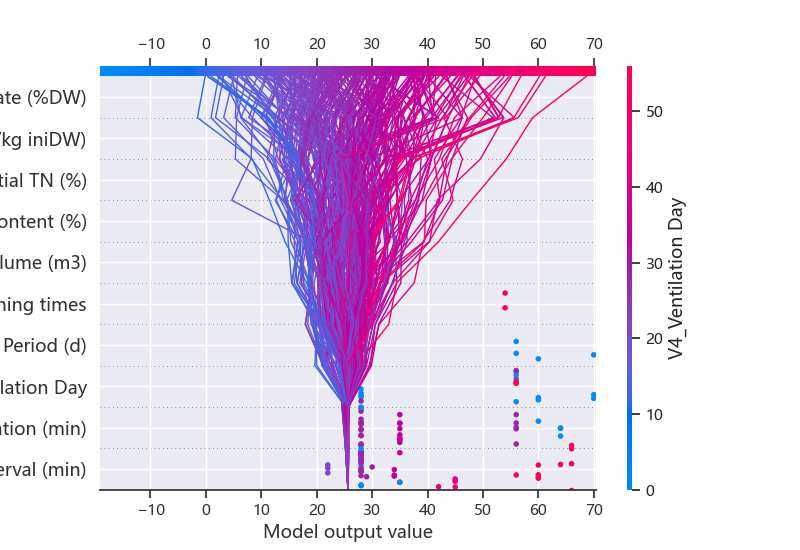 −10 0 10 20 30 40 50 60 70
ate (%DW)
/kg iniDW)
tial TN (%)
ontent (%)
lume (m3)
ning times
Period (d)
lation Day
ation (min)
erval (min)
−10 0 10 20 30 40 50 60 70
Model output value
50
40
30
20
10
0
V4_Ventilation Day